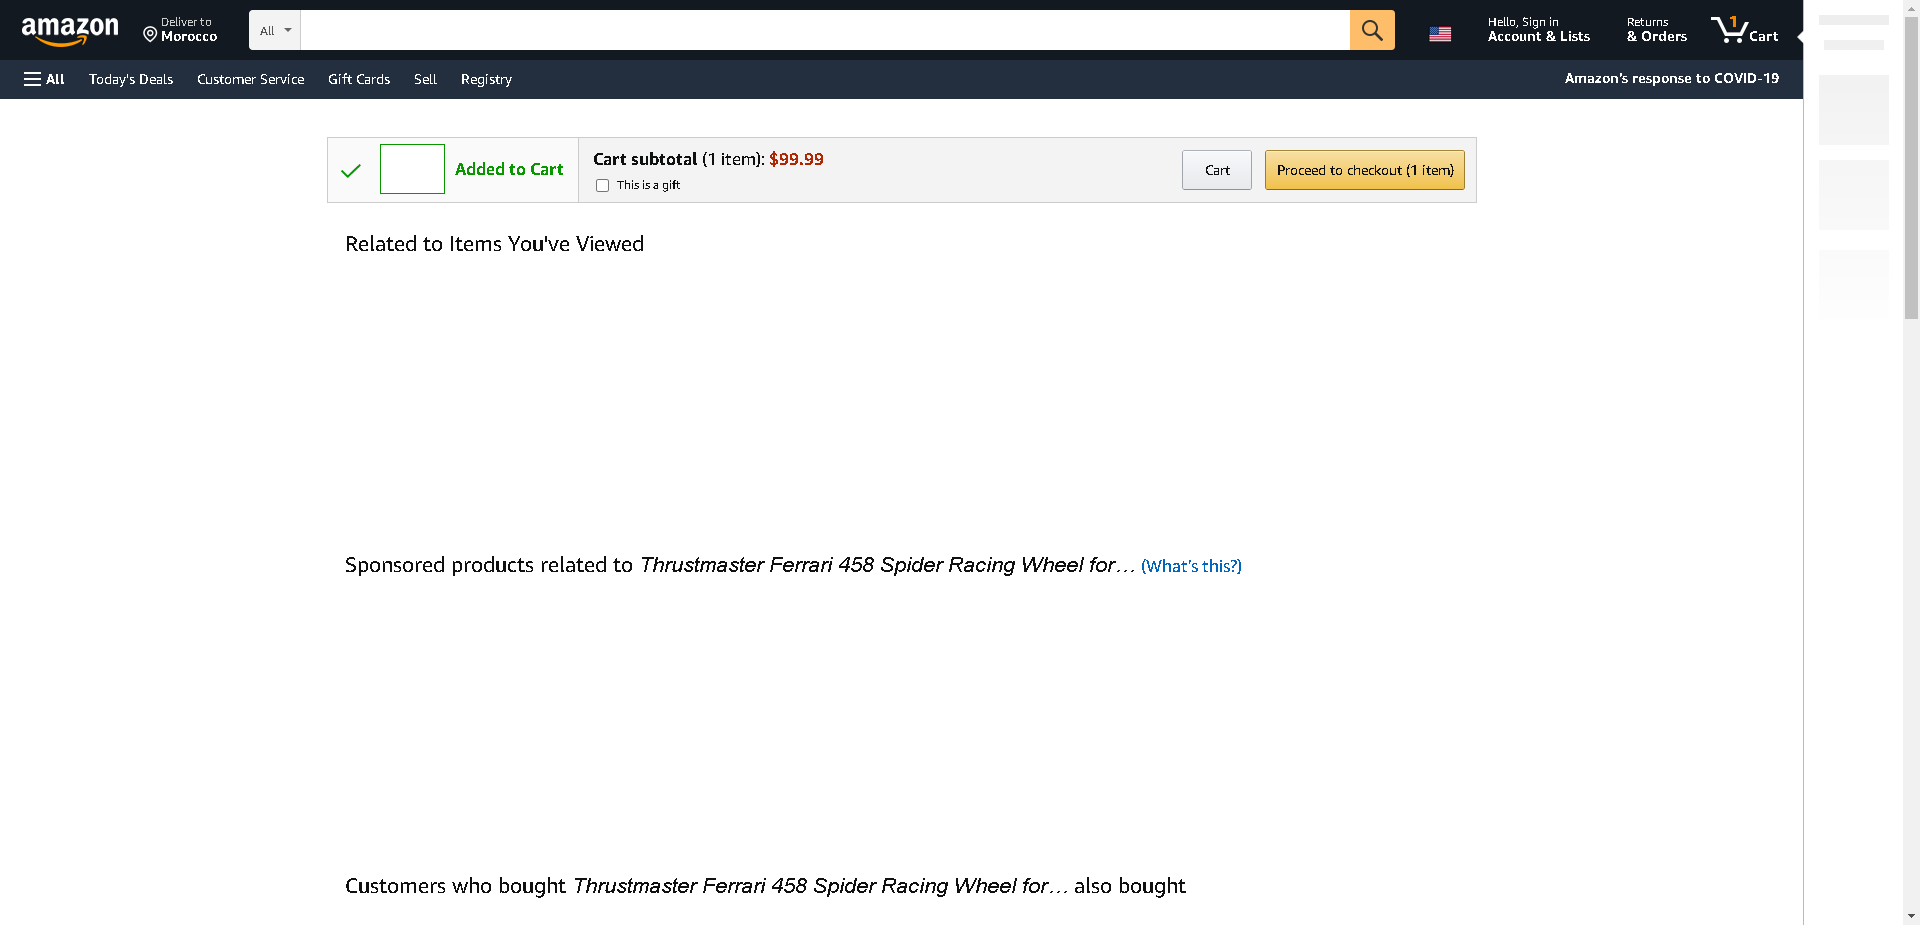 amazon
Deliver to
Morocco
All
Hello, Sign in
Account & Lists
Returns
& Orders
1
Cart
All
Today's Deals
Customer Service
Gift Cards
Sell
Registry
Amazon's response to COVID-19
Added to Cart
Cart subtotal (1 item): $99.99
This is a gift
Cart
Proceed to checkout (1 item)
Related to Items You've Viewed
Sponsored products related to Thrustmaster Ferrari 458 Spider Racing Wheel for… (What's this?)
Customers who bought Thrustmaster Ferrari 458 Spider Racing Wheel for… also bought